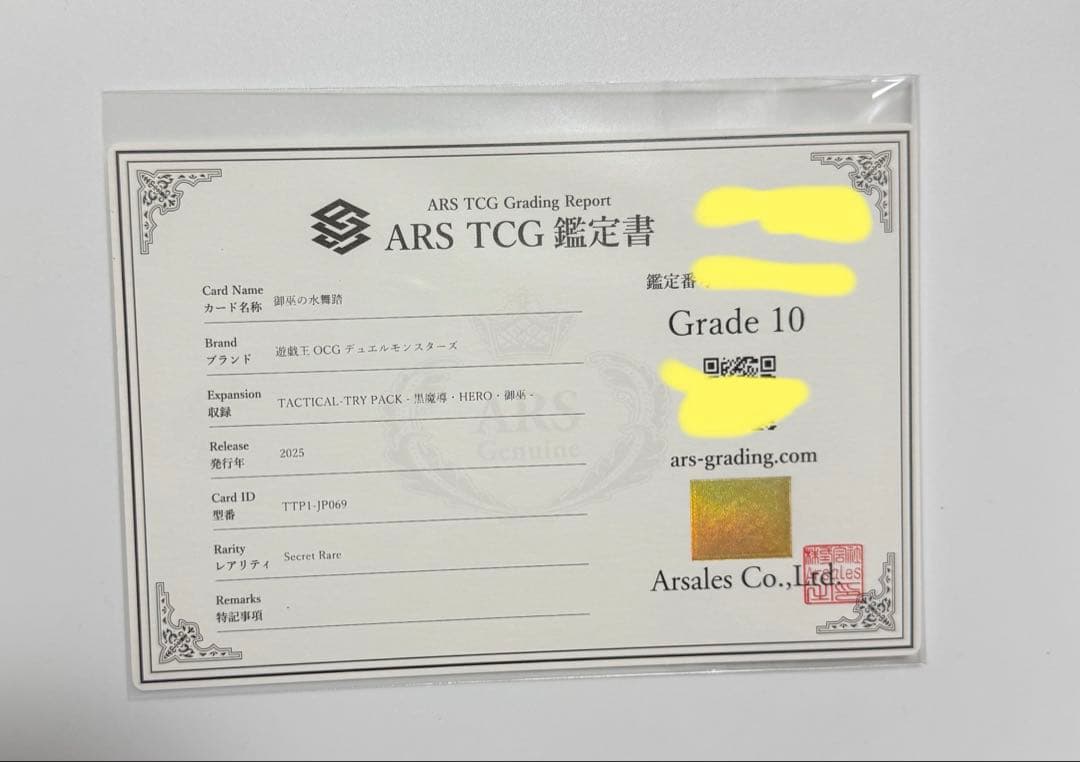 ARS TCG Grading Report
ARS TCG 鑑定書
Card Name
カード名称 御巫の水舞踏
Brand
ブランド 遊戯王 OCG デュエルモンスターズ
Expansion
収録 TACTICAL-TRY PACK - 黒魔導・HERO・御巫 -
Release
発行年 2025
Card ID
型番 TTP1-JP069
Rarity
レアリティ Secret Rare
Remarks
特記事項
ARS
Genuine
鑑定番
Grade 10
ars-grading.com
Arsales Co.,Ltd.
Arsales